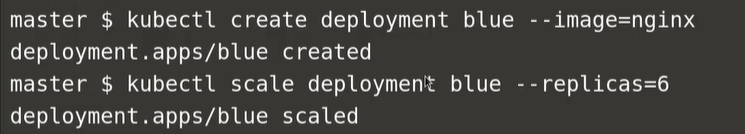 master $ kubectl create deployment blue --image=nginx
deployment.apps/blue created
master $ kubectl scale deployment blue --replicas=6
deployment.apps/blue scaled